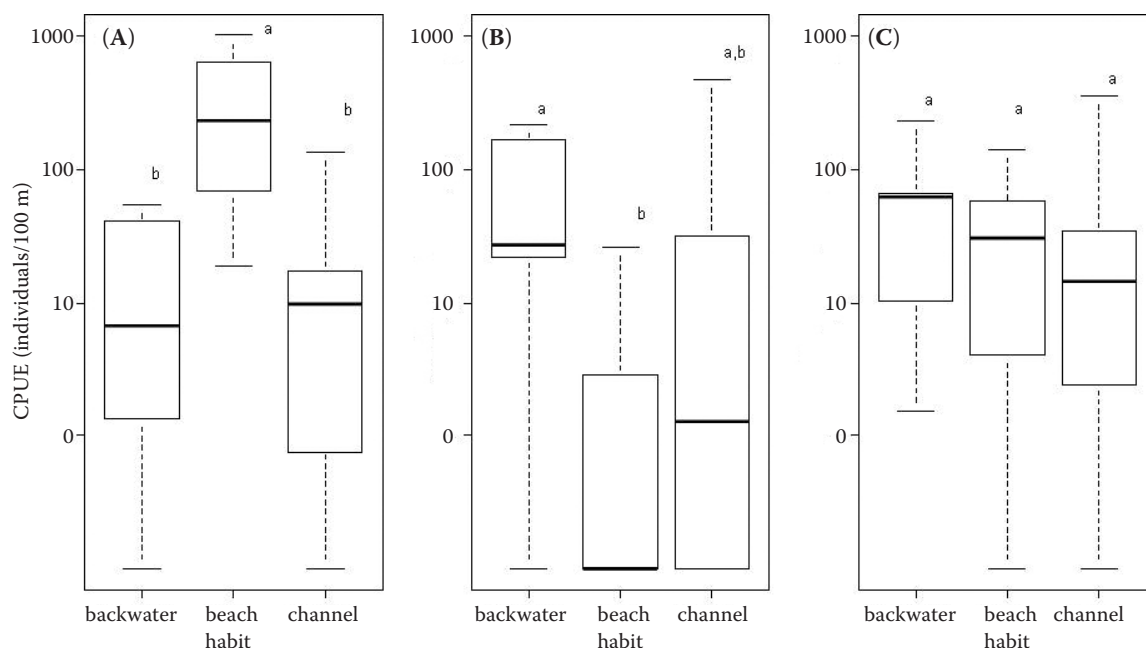 CPUE (individuals/100 m)
(A)
1000
100
10
0
b
a
b
backwater
beach
habit
channel
(B)
1000
100
10
0
a
b
a,b
backwater
beach
habit
channel
(C)
1000
100
10
0
a
a
a
backwater
beach
habit
channel